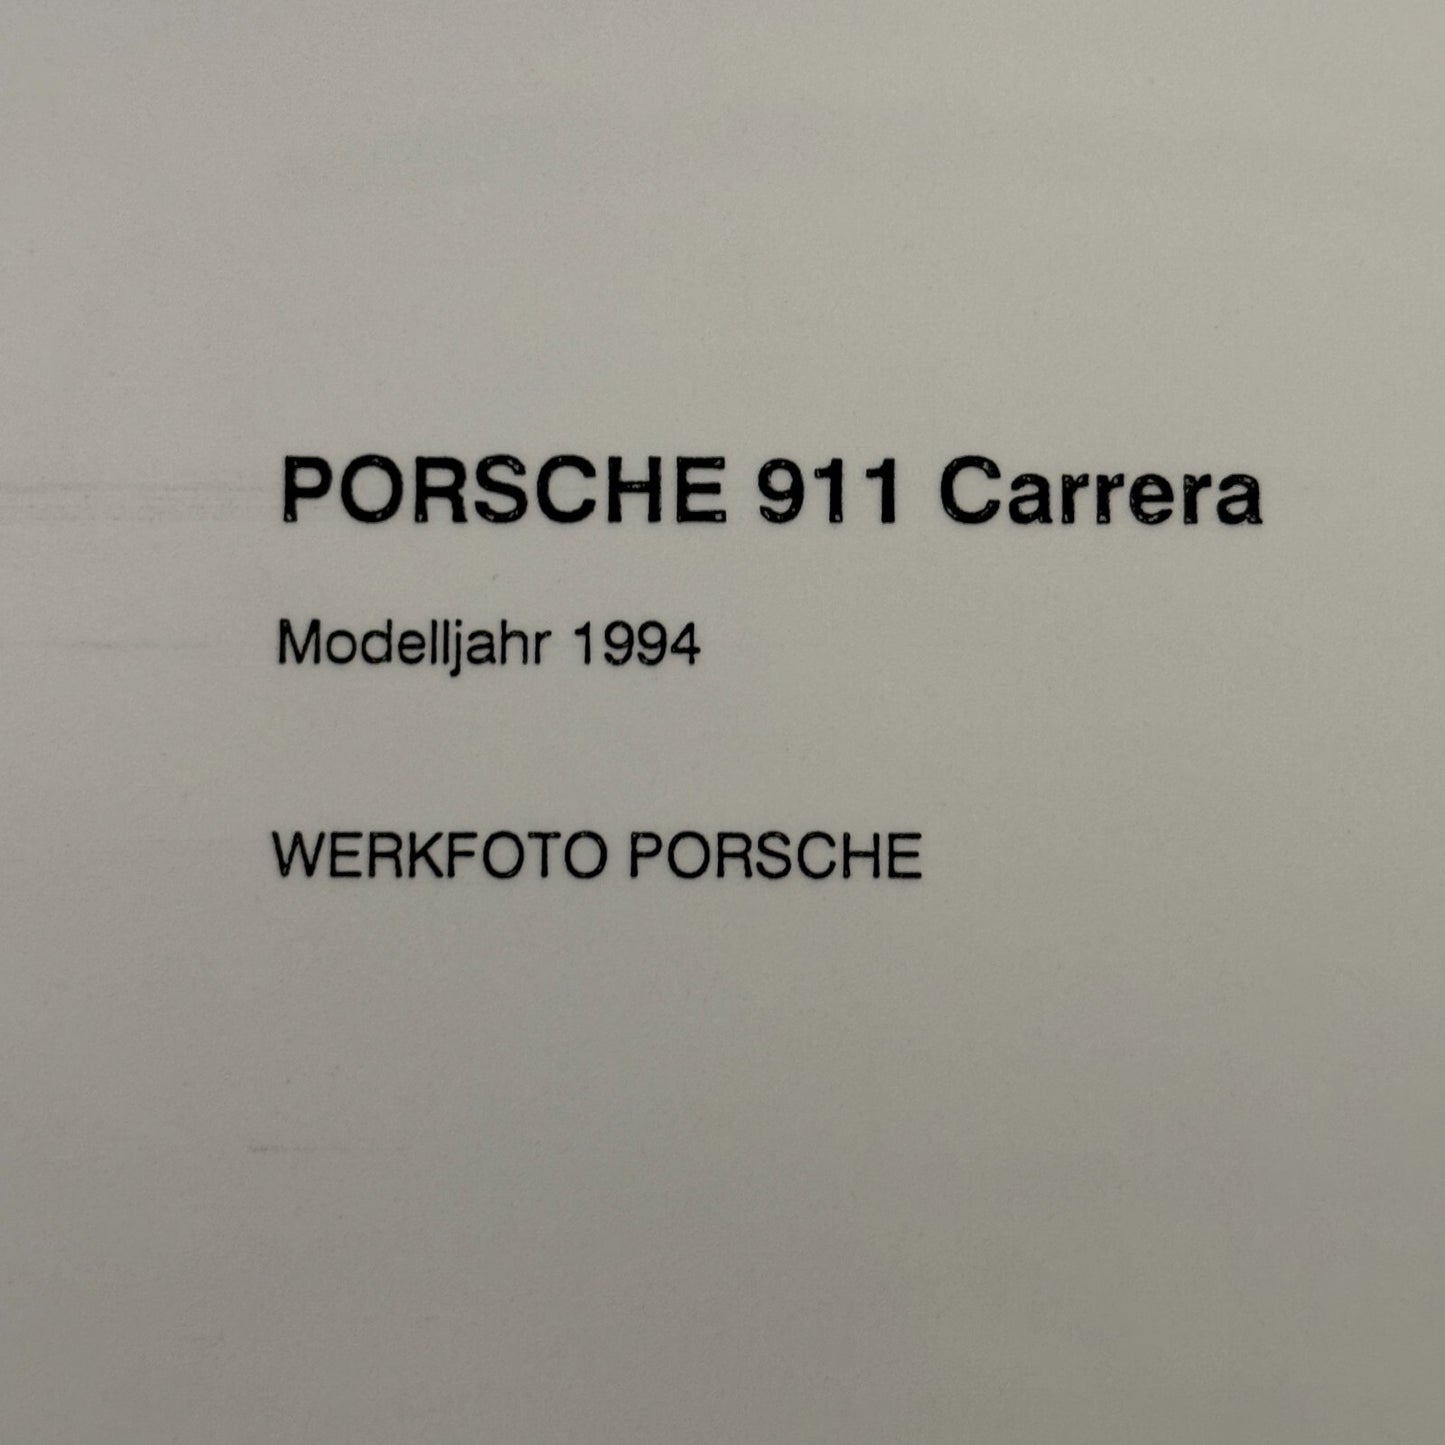 PORSCHE 911 Carrera
Modelljahr 1994
WERKFOTO PORSCHE